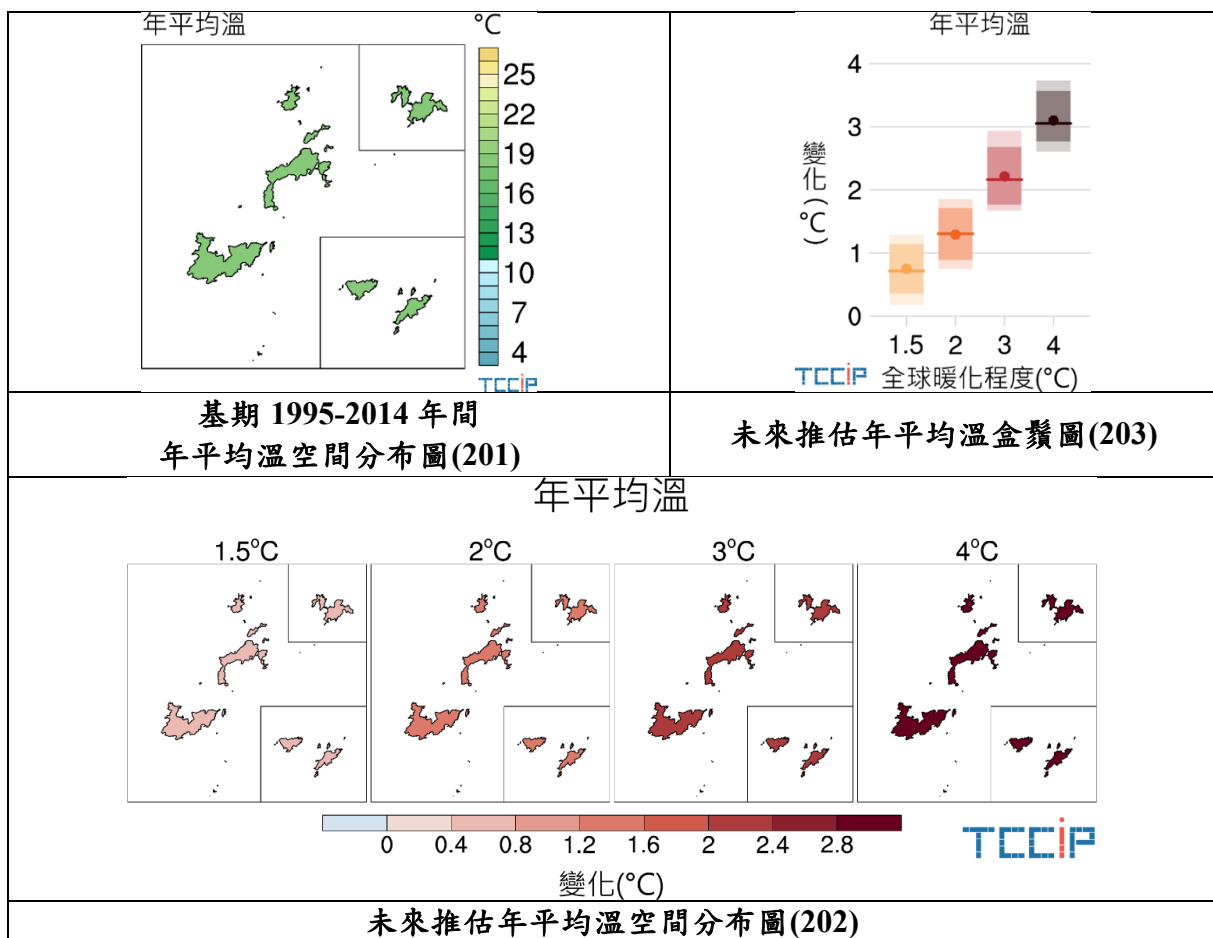 年平均溫
°C
25
22
19
16
13
10
7
4
TCCiP
基期 1995-2014 年間
年平均溫空間分布圖(201)
年平均溫
變化(°C)
4
3
2
1
0
1.5 2 3 4
TCCiP 全球暖化程度(°C)
未來推估年平均溫盒鬚圖(203)
年平均溫
1.5°C 2°C 3°C 4°C
0 0.4 0.8 1.2 1.6 2 2.4 2.8
變化(°C)
TCCiP
未來推估年平均溫空間分布圖(202)